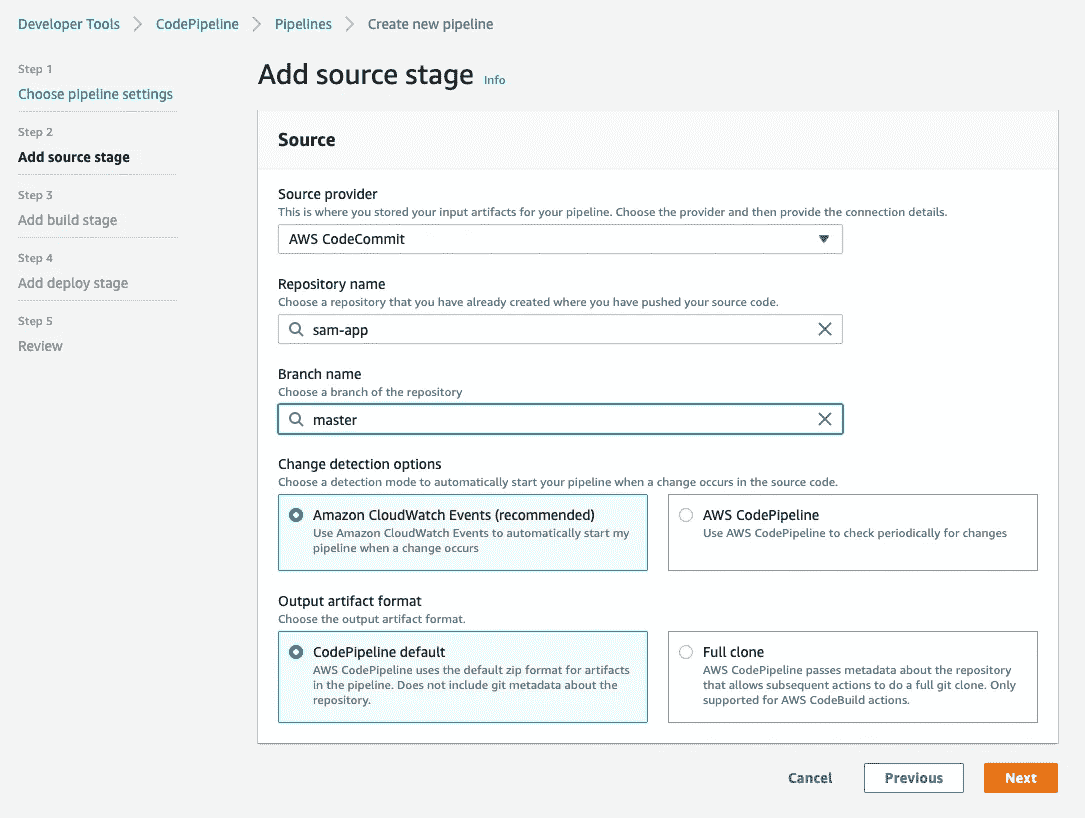 Developer Tools > CodePipeline > Pipelines > Create new pipeline
Step 1
Choose pipeline settings
Step 2
Add source stage
Step 3
Add build stage
Step 4
Add deploy stage
Step 5
Review
Add source stage Info
Source
Source provider
This is where you stored your input artifacts for your pipeline. Choose the provider and then provide the connection details.
AWS CodeCommit
Repository name
Choose a repository that you have already created where you have pushed your source code.
sam-app
Branch name
Choose a branch of the repository
master
Change detection options
Choose a detection mode to automatically start your pipeline when a change occurs in the source code.
Amazon CloudWatch Events (recommended)
Use Amazon CloudWatch Events to automatically start my
pipeline when a change occurs
AWS CodePipeline
Use AWS CodePipeline to check periodically for changes
Output artifact format
Choose the output artifact format.
CodePipeline default
AWS CodePipeline uses the default zip format for artifacts
in the pipeline. Does not include git metadata about the
repository.
Full clone
AWS CodePipeline passes metadata about the repository
that allows subsequent actions to do a full git clone. Only
supported for AWS CodeBuild actions.
Cancel
Previous
Next